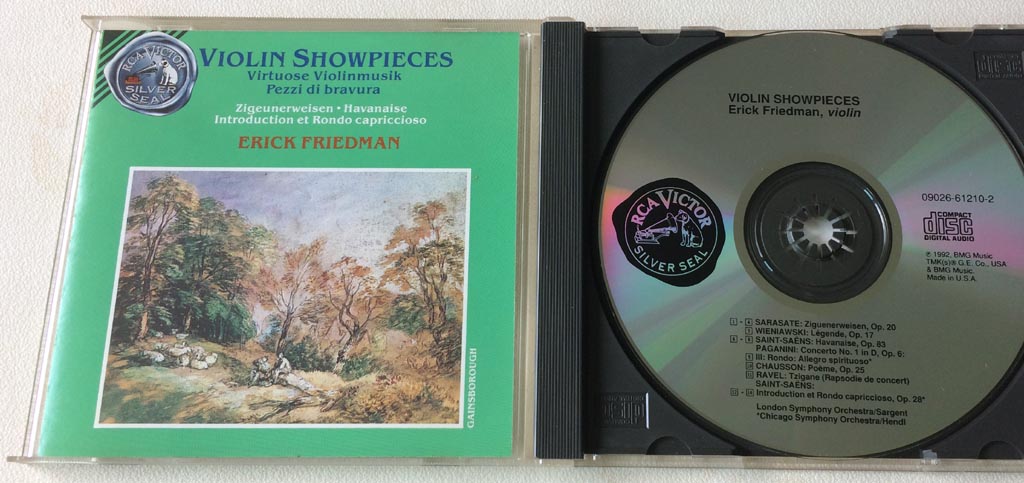 RCA VICTOR
SILVER SEAL
VIOLIN SHOWPIECES
Virtuose Violinmusik
Pezzi di bravura
Zigeunerweisen • Havanaise
Introduction et Rondo capriccioso
ERICK FRIEDMAN
GAINSBOROUGH
VIOLIN SHOWPIECES
Erick Friedman, violin
RCA VICTOR
SILVER SEAL
09026-61210-2
COMPACT
disc
DIGITAL AUDIO
℗ 1992, BMG Music
TMK(s)® G.E. Co., USA
& BMG Music.
Made in U.S.A.
SARASATE: Ziguenerweisen, Op. 20
WIENIAWSKI: Légende, Op. 17
SAINT-SAËNS: Havanaise, Op. 83
PAGANINI: Concerto No. 1 in D, Op. 6:
III: Rondo: Allegro spirituoso*
CHAUSSON: Poème, Op. 25
RAVEL: Tzigane (Rapsodie de concert)
SAINT-SAËNS:
Introduction et Rondo capriccioso, Op. 28*
London Symphony Orchestra/Sargent
*Chicago Symphony Orchestra/Hendl